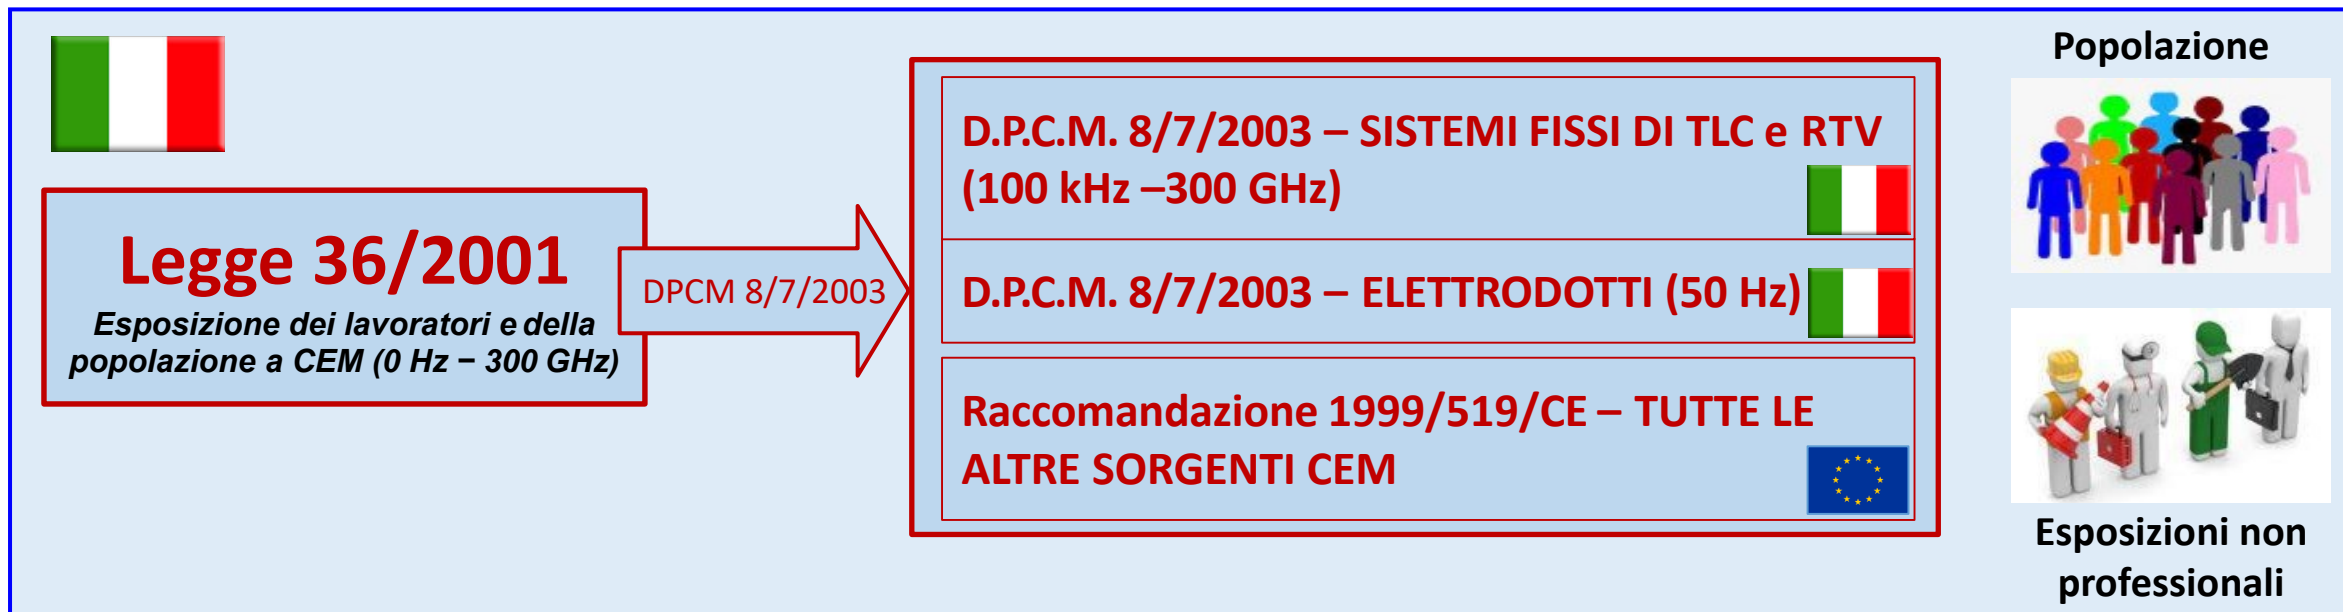 Legge 36/2001
Esposizione dei lavoratori e della
popolazione a CEM (0 Hz – 300 GHz)
DPCM 8/7/2003
D.P.C.M. 8/7/2003 – SISTEMI FISSI DI TLC e RTV
(100 kHz –300 GHz)
D.P.C.M. 8/7/2003 – ELETTRODOTTI (50 Hz)
Raccomandazione 1999/519/CE – TUTTE LE
ALTRE SORGENTI CEM
Popolazione
Esposizioni non
professionali